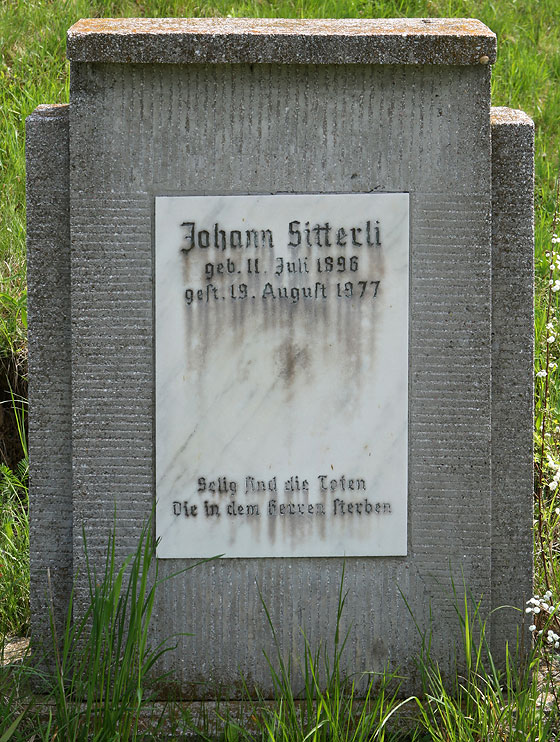 Johann Sitterli
geb. 11. Juli 1896
gest. 19. August 1977
Selig sind die Toten
Die in dem Herren sterben